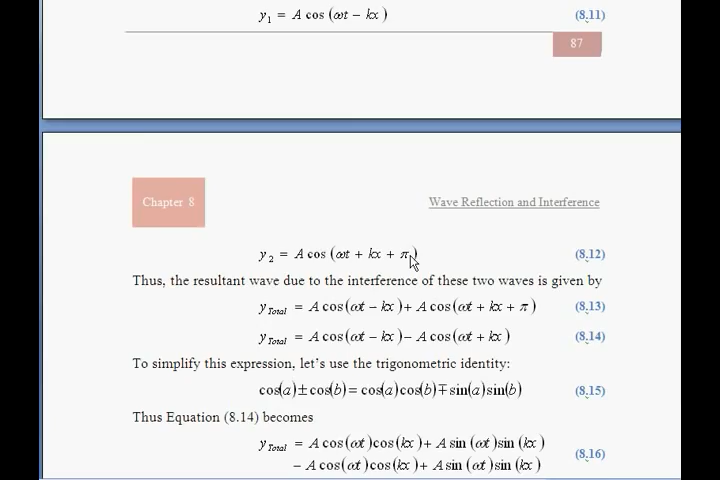 y₁ = A cos (ωt − kx) (8.11)
87
Chapter 8
Wave Reflection and Interference
y₂ = A cos (ωt + kx + π) (8.12)
Thus, the resultant wave due to the interference of these two waves is given by
y_Total = A cos(ωt − kx) + A cos(ωt + kx + π) (8.13)
y_Total = A cos(ωt − kx) − A cos(ωt + kx) (8.14)
To simplify this expression, let's use the trigonometric identity:
cos(a) ± cos(b) = cos(a)cos(b) ∓ sin(a)sin(b) (8.15)
Thus Equation (8.14) becomes
y_Total = A cos(ωt)cos(kx) + A sin(ωt)sin(kx)
− A cos(ωt)cos(kx) + A sin(ωt)sin(kx) (8.16)